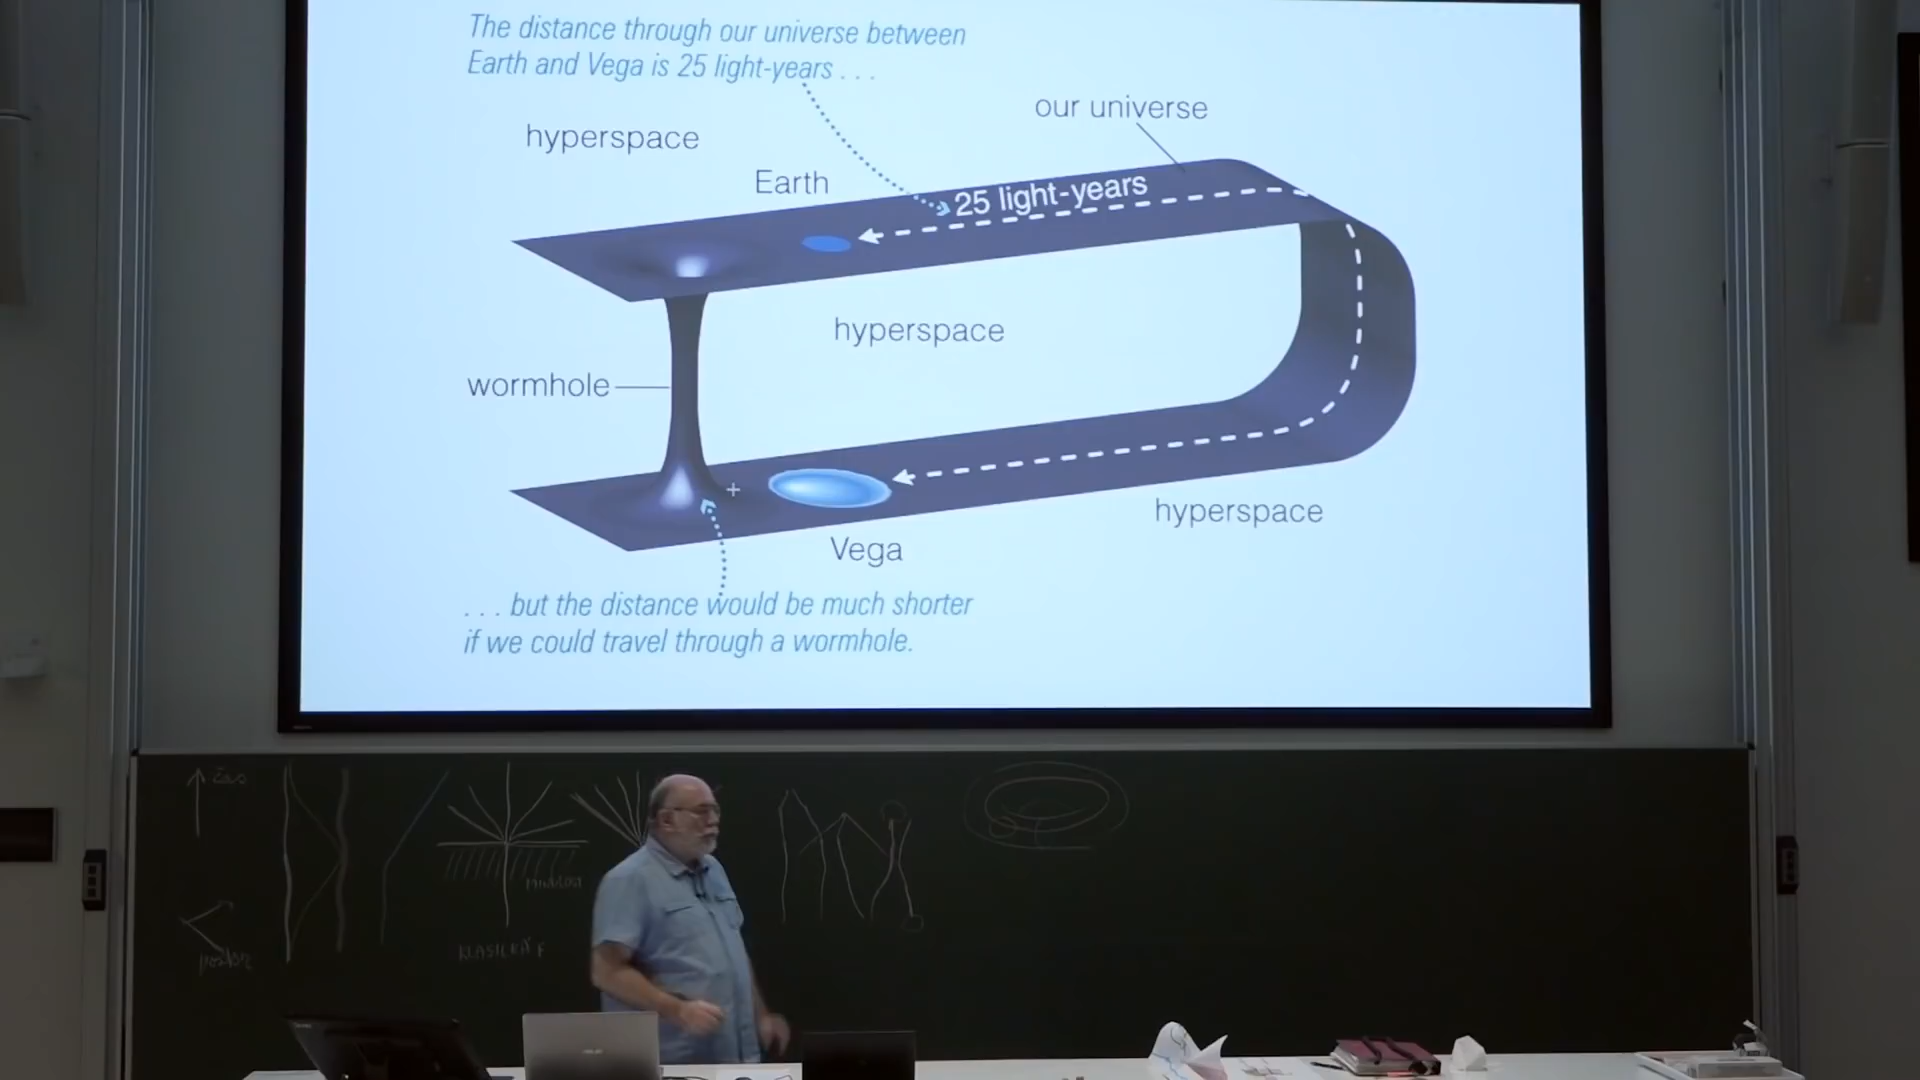 The distance through our universe between
Earth and Vega is 25 light-years . . .
our universe
hyperspace
Earth
25 light-years
hyperspace
wormhole
hyperspace
Vega
. . . but the distance would be much shorter
if we could travel through a wormhole.
čas